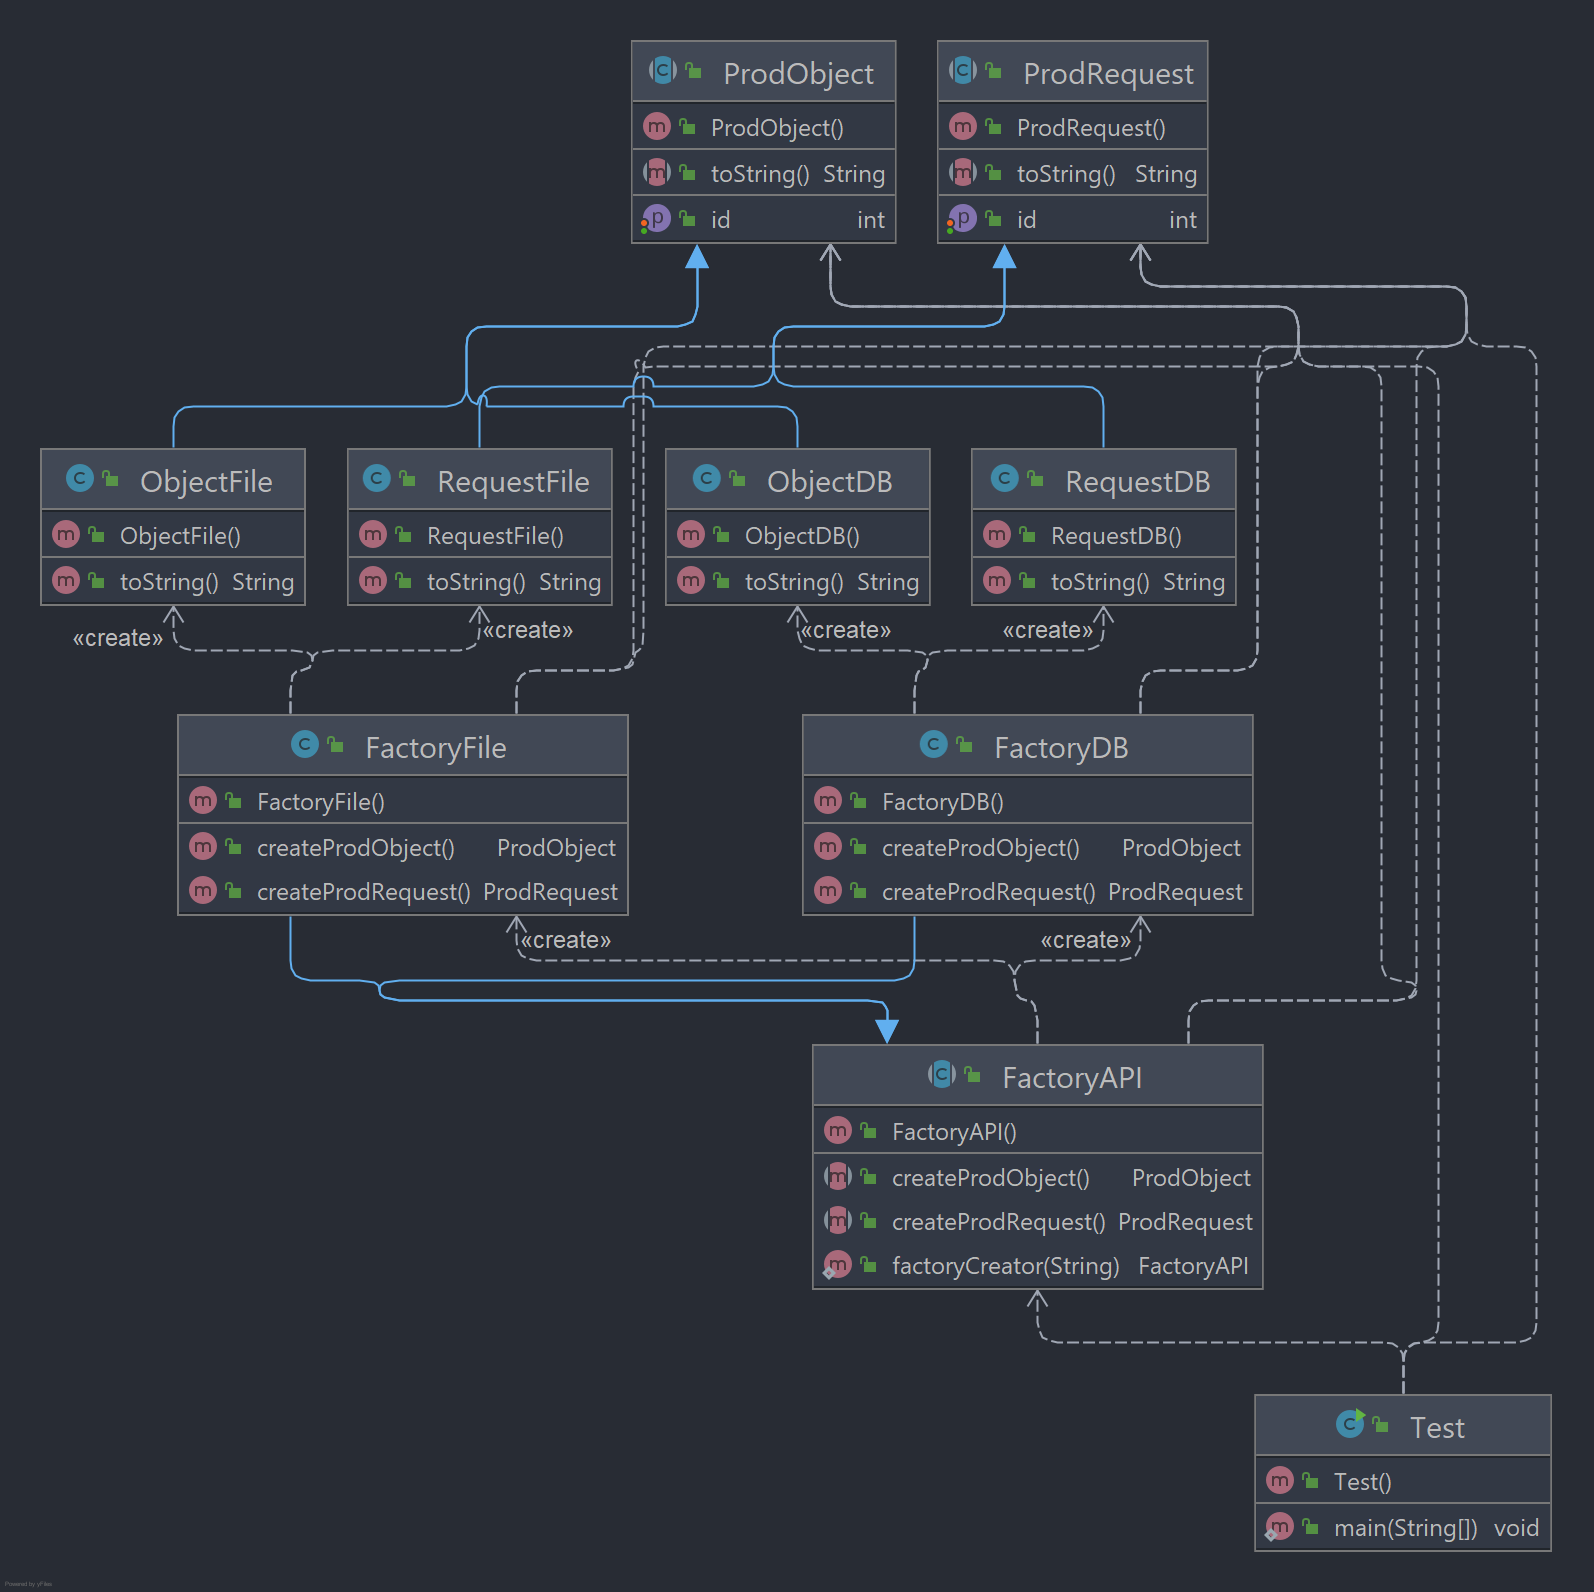 ProdObject
ProdObject()
toString() String
id int
ProdRequest
ProdRequest()
toString() String
id int
ObjectFile
ObjectFile()
toString() String
RequestFile
RequestFile()
toString() String
ObjectDB
ObjectDB()
toString() String
RequestDB
RequestDB()
toString() String
«create»
«create»
«create»
«create»
FactoryFile
FactoryFile()
createProdObject() ProdObject
createProdRequest() ProdRequest
FactoryDB
FactoryDB()
createProdObject() ProdObject
createProdRequest() ProdRequest
«create»
«create»
FactoryAPI
FactoryAPI()
createProdObject() ProdObject
createProdRequest() ProdRequest
factoryCreator(String) FactoryAPI
Test
Test()
main(String[]) void
Powered by yFiles